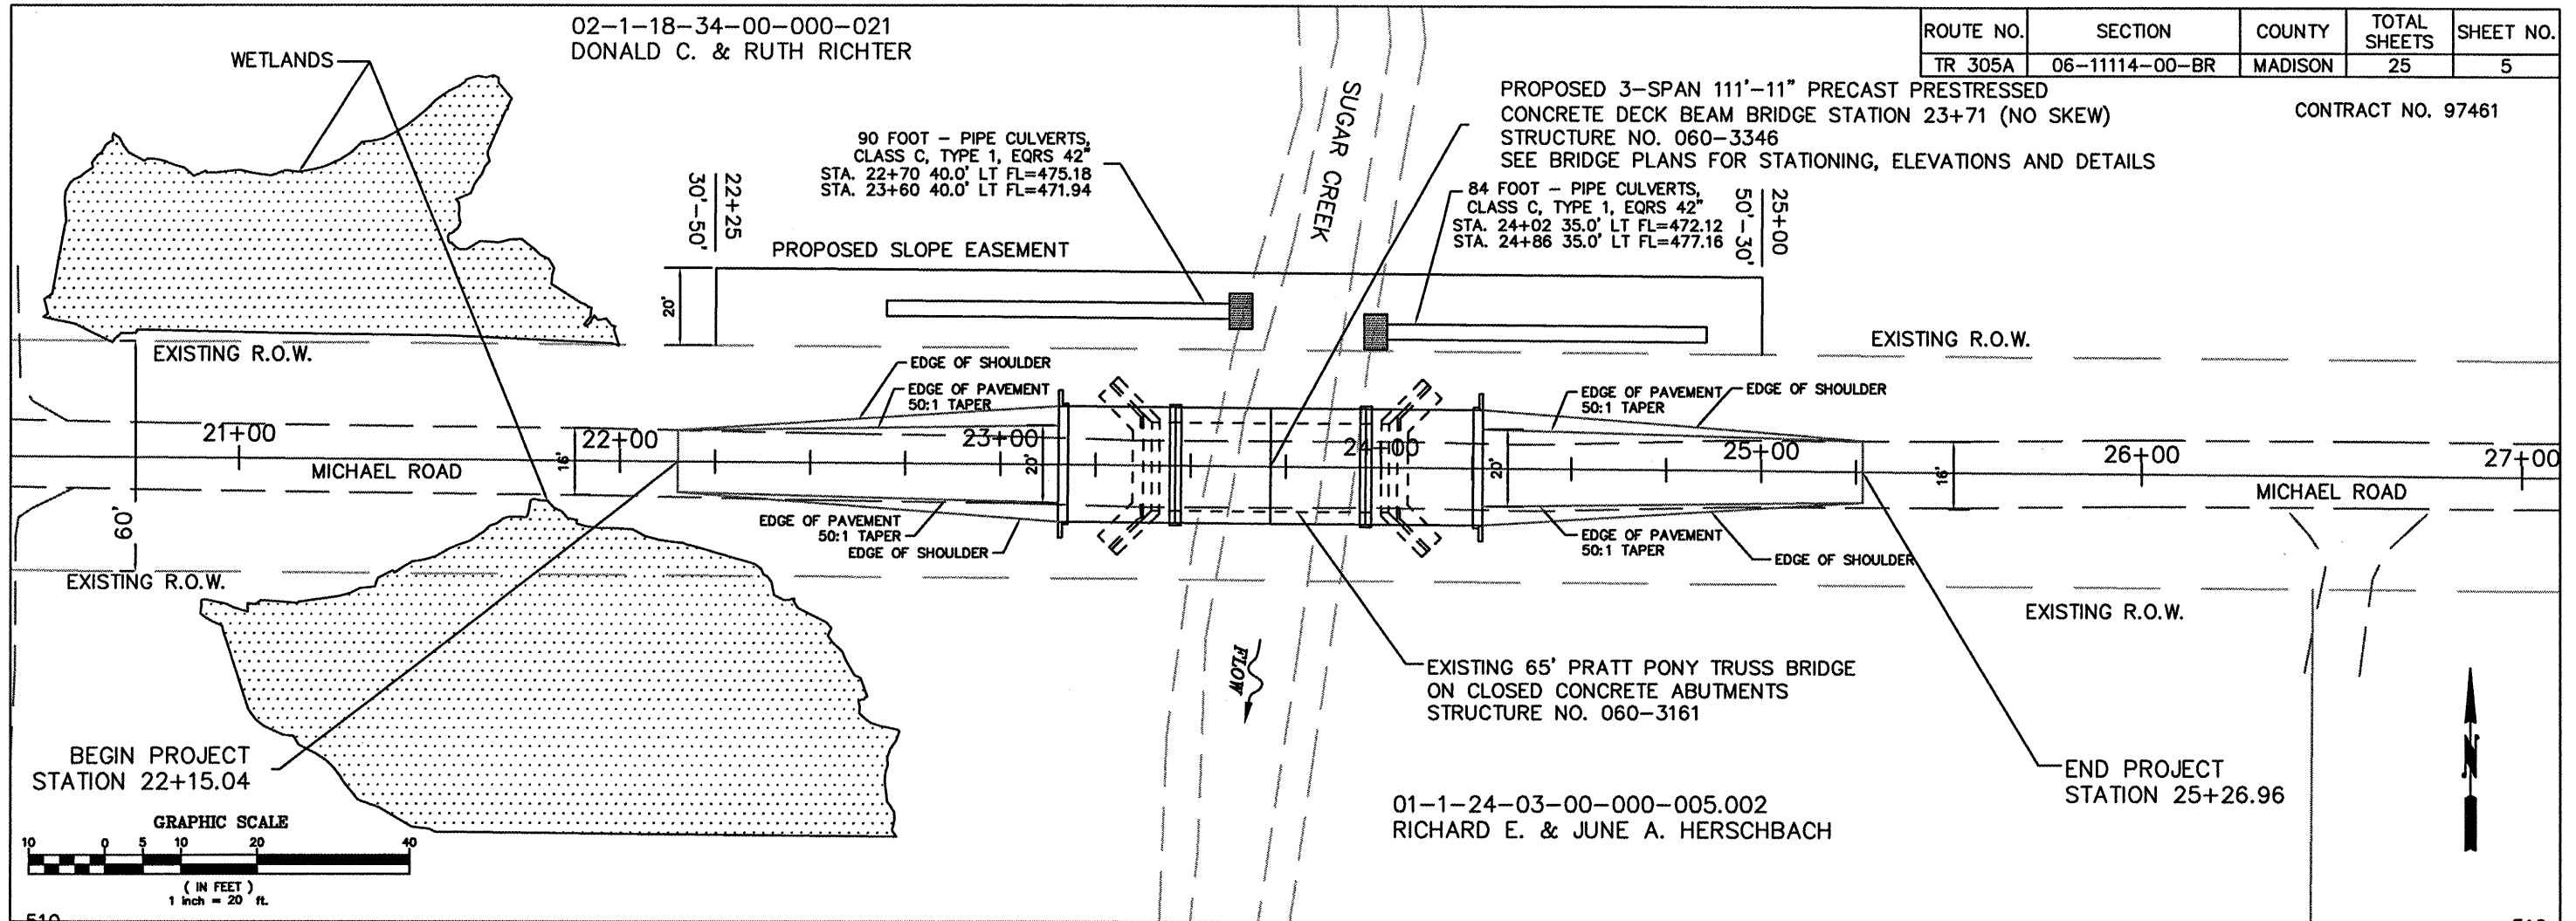 02-1-18-34-00-000-021
DONALD C. & RUTH RICHTER
WETLANDS
ROUTE NO. SECTION COUNTY TOTAL SHEETS SHEET NO.
TR 305A 06-11114-00-BR MADISON 25 5
CONTRACT NO. 97461
PROPOSED 3-SPAN 111'-11" PRECAST PRESTRESSED
CONCRETE DECK BEAM BRIDGE STATION 23+71 (NO SKEW)
STRUCTURE NO. 060-3346
SEE BRIDGE PLANS FOR STATIONING, ELEVATIONS AND DETAILS
SUGAR CREEK
90 FOOT - PIPE CULVERTS,
CLASS C, TYPE 1, EQRS 42"
STA. 22+70 40.0' LT FL=475.18
STA. 23+60 40.0' LT FL=471.94
84 FOOT - PIPE CULVERTS,
CLASS C, TYPE 1, EQRS 42"
STA. 24+02 35.0' LT FL=472.12
STA. 24+86 35.0' LT FL=477.16
22+25
30'-50'
25+00
50'-30'
PROPOSED SLOPE EASEMENT
20'
EXISTING R.O.W.
EXISTING R.O.W.
EDGE OF SHOULDER
EDGE OF PAVEMENT
50:1 TAPER
EDGE OF PAVEMENT
50:1 TAPER
EDGE OF SHOULDER
21+00
22+00
23+00
24+00
25+00
26+00
27+00
16'
20'
20'
16'
MICHAEL ROAD
MICHAEL ROAD
60'
EDGE OF PAVEMENT
50:1 TAPER
EDGE OF SHOULDER
EDGE OF PAVEMENT
50:1 TAPER
EDGE OF SHOULDER
EXISTING R.O.W.
EXISTING R.O.W.
FLOW
EXISTING 65' PRATT PONY TRUSS BRIDGE
ON CLOSED CONCRETE ABUTMENTS
STRUCTURE NO. 060-3161
BEGIN PROJECT
STATION 22+15.04
END PROJECT
STATION 25+26.96
N
01-1-24-03-00-000-005.002
RICHARD E. & JUNE A. HERSCHBACH
GRAPHIC SCALE
10 0 5 10 20 40
( IN FEET )
1 inch = 20 ft.